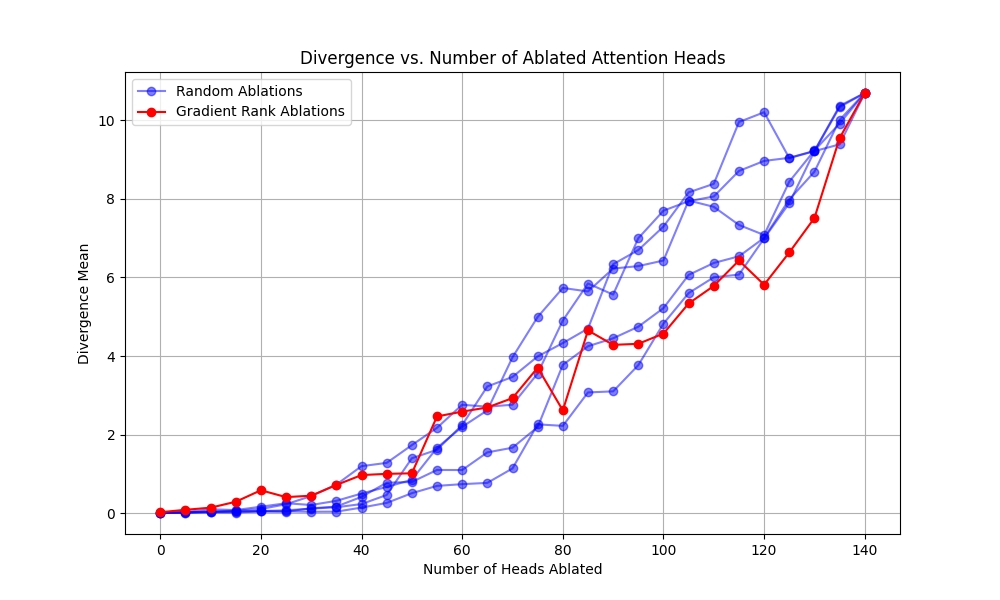 Divergence vs. Number of Ablated Attention Heads
Random Ablations
Gradient Rank Ablations
Divergence Mean
10
8
6
4
2
0
0 20 40 60 80 100 120 140
Number of Heads Ablated